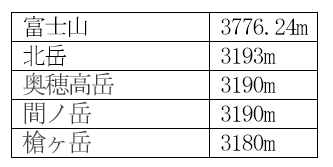 富士山 3776.24m
北岳 3193m
奥穂高岳 3190m
間ノ岳 3190m
槍ヶ岳 3180m